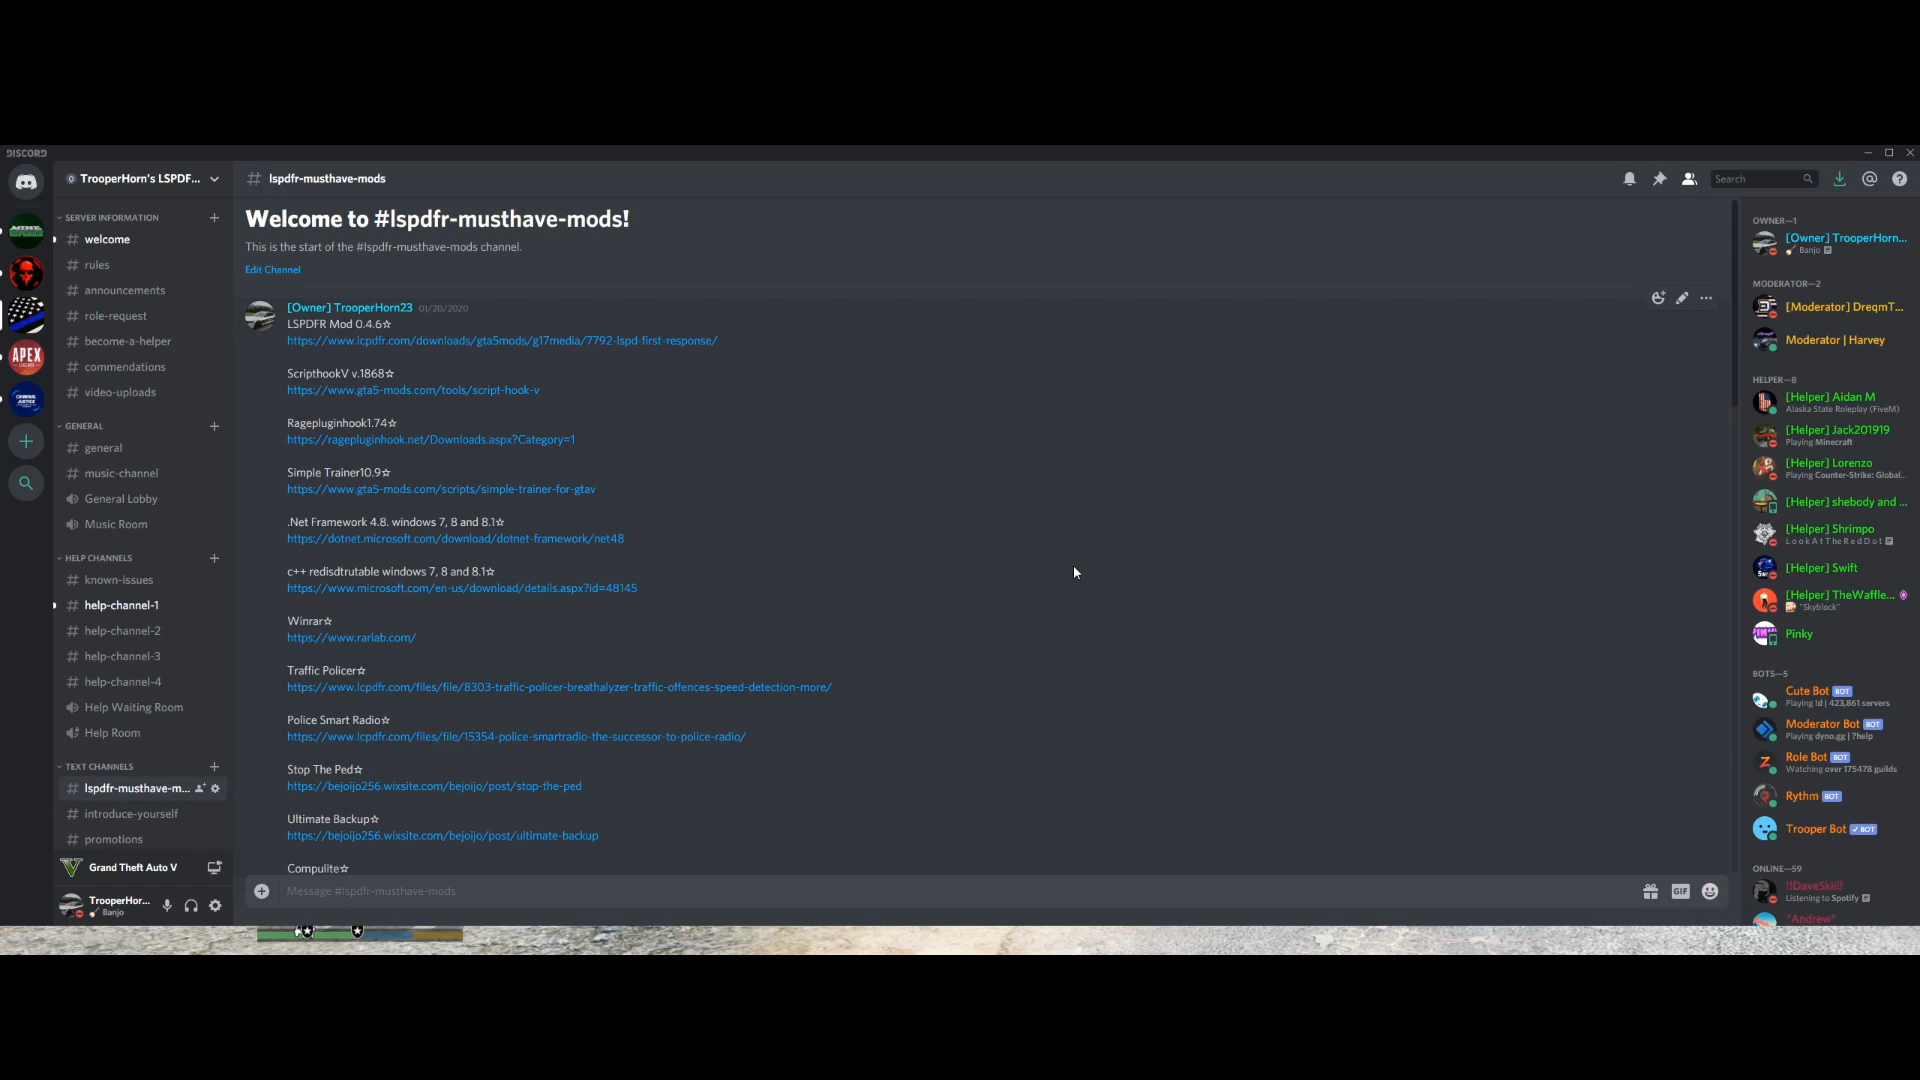 DISCORD
TrooperHorn's LSPDF...
SERVER INFORMATION
welcome
rules
announcements
role-request
become-a-helper
commendations
video-uploads
GENERAL
general
music-channel
General Lobby
Music Room
HELP CHANNELS
known-issues
help-channel-1
help-channel-2
help-channel-3
help-channel-4
Help Waiting Room
Help Room
TEXT CHANNELS
lspdfr-musthave-m...
introduce-yourself
promotions
Grand Theft Auto V
TrooperHor...
Banjo
APEX
# lspdfr-musthave-mods
Search
Welcome to #lspdfr-musthave-mods!
This is the start of the #lspdfr-musthave-mods channel.
Edit Channel
[Owner] TrooperHorn23 01/20/2020
LSPDFR Mod 0.4.6☆
https://www.lcpdfr.com/downloads/gta5mods/g17media/7792-lspd-first-response/
ScripthookV v.1868☆
https://www.gta5-mods.com/tools/script-hook-v
Ragepluginhook1.74☆
https://ragepluginhook.net/Downloads.aspx?Category=1
Simple Trainer10.9☆
https://www.gta5-mods.com/scripts/simple-trainer-for-gtav
.Net Framework 4.8. windows 7, 8 and 8.1☆
https://dotnet.microsoft.com/download/dotnet-framework/net48
c++ redisdtrutable windows 7, 8 and 8.1☆
https://www.microsoft.com/en-us/download/details.aspx?id=48145
Winrar☆
https://www.rarlab.com/
Traffic Policer☆
https://www.lcpdfr.com/files/file/8303-traffic-policer-breathalyzer-traffic-offences-speed-detection-more/
Police Smart Radio☆
https://www.lcpdfr.com/files/file/15354-police-smartradio-the-successor-to-police-radio/
Stop The Ped☆
https://bejoijo256.wixsite.com/bejoijo/post/stop-the-ped
Ultimate Backup☆
https://bejoijo256.wixsite.com/bejoijo/post/ultimate-backup
Compulite☆
Message #lspdfr-musthave-mods
GIF
OWNER—1
[Owner] TrooperHorn...
Banjo
MODERATOR—2
[Moderator] DreqmT...
Moderator | Harvey
HELPER—8
[Helper] Aidan M
Alaska State Roleplay (FiveM)
[Helper] Jack201919
Playing Minecraft
[Helper] Lorenzo
Playing Counter-Strike: Global...
[Helper] shebody and ...
[Helper] Shrimpo
L o o k A t T h e R e d D o t
[Helper] Swift
[Helper] TheWaffle...
"Skyblock"
Pinky
BOTS—5
Cute Bot BOT
Playing !d | 423,861 servers
Moderator Bot BOT
Playing dyno.gg | ?help
Role Bot BOT
Watching over 175478 guilds
Rythm BOT
Trooper Bot ✓ BOT
ONLINE—59
!!DaveSkii!!
Listening to Spotify
*Andrew*